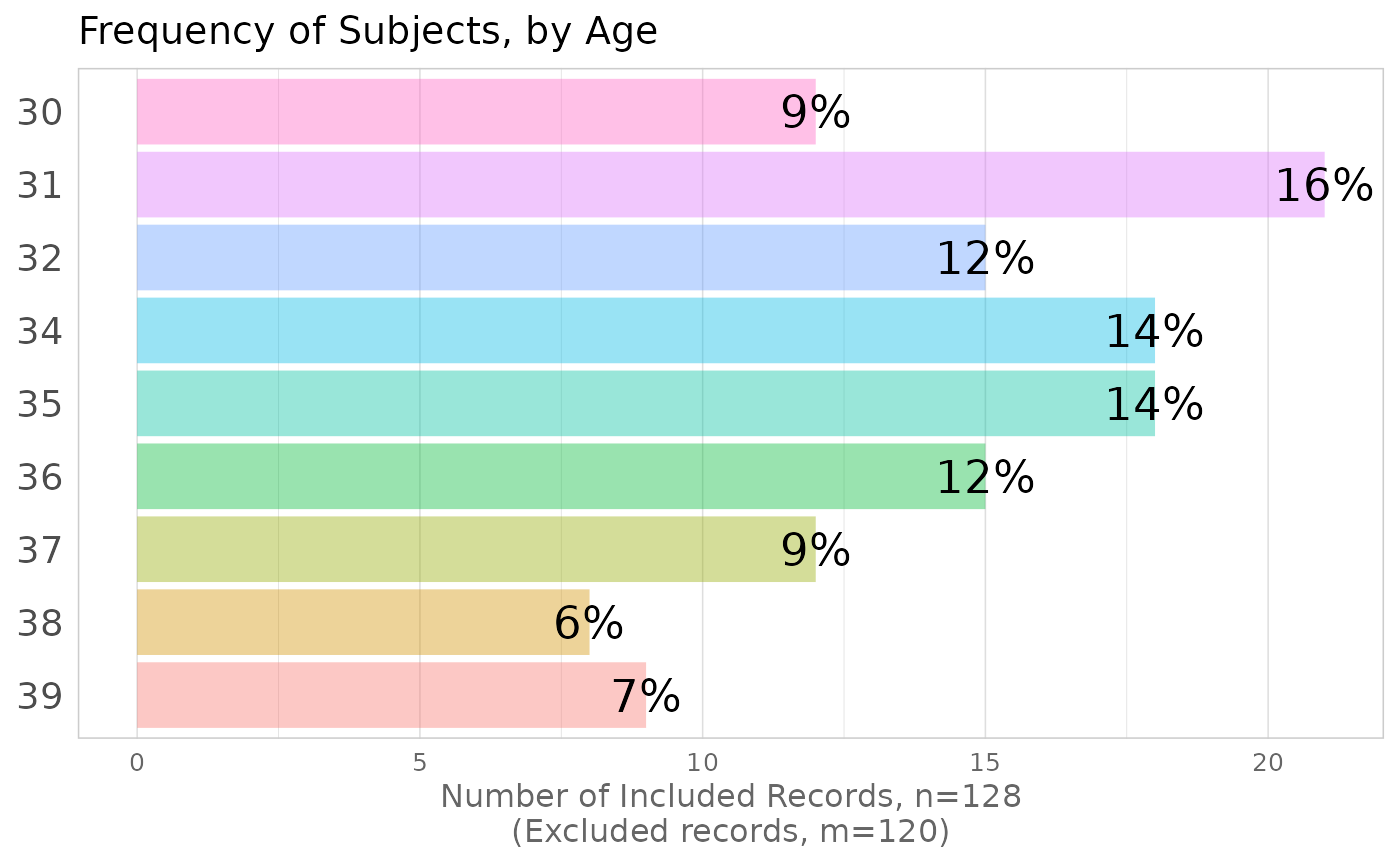 Frequency of Subjects, by Age
30 9%
31 16%
32 12%
34 14%
35 14%
36 12%
37 9%
38 6%
39 7%
0 5 10 15 20
Number of Included Records, n=128
(Excluded records, m=120)